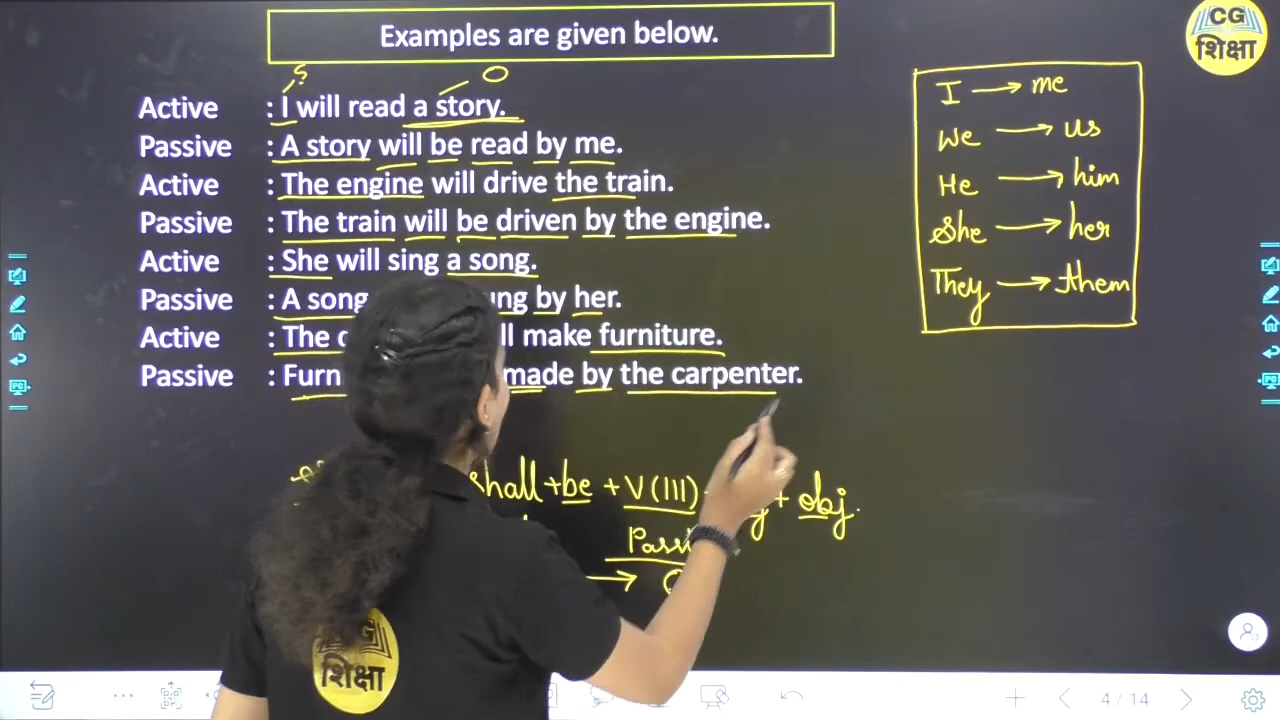 Examples are given below.
CG
शिक्षा
S
O
Active : I will read a story.
Passive : A story will be read by me.
Active : The engine will drive the train.
Passive : The train will be driven by the engine.
Active : She will sing a song.
Passive : A song by her.
Active : The make furniture.
Passive : made by the carpenter.
I → me
We → us
He → him
She → her
They → them
shall + be + V(III) + obj.
CG
शिक्षा
4 / 14